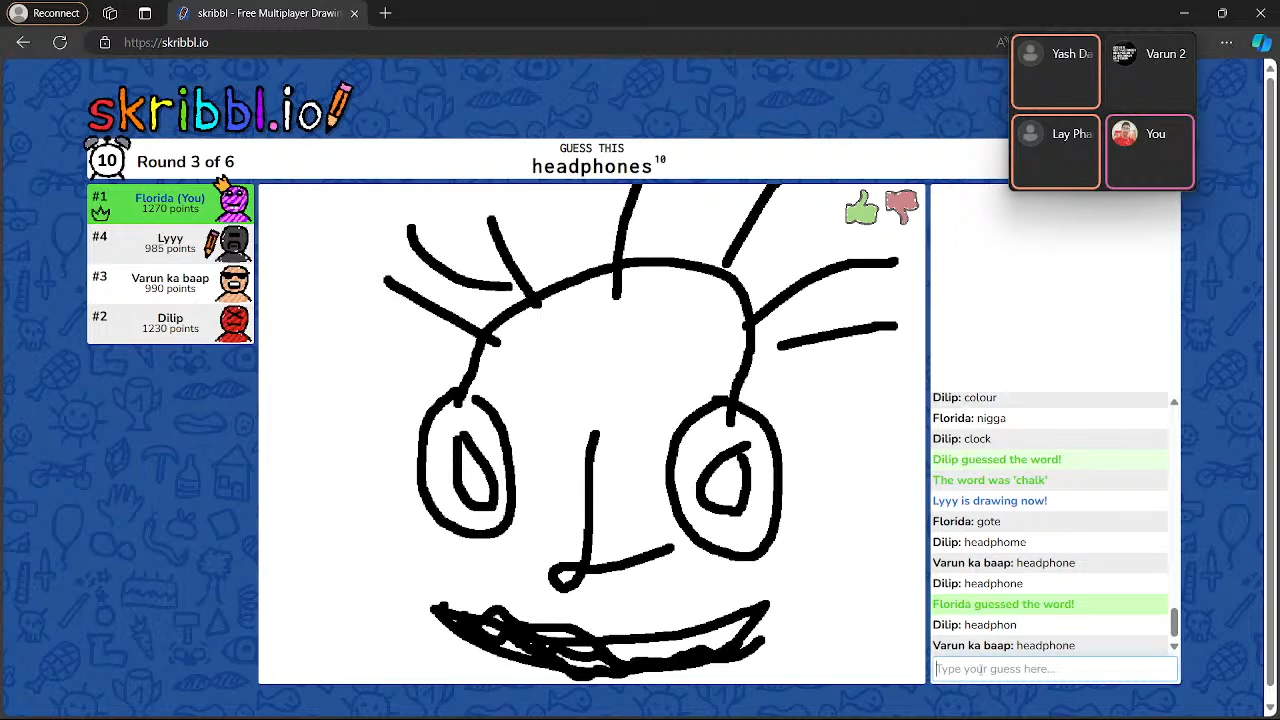 Reconnect
skribbl - Free Multiplayer Drawin
https://skribbl.io
Yash Da
Varun 2
Lay Pha
You
skribbl.io
10
Round 3 of 6
GUESS THIS
headphones10
#1
Florida (You)
1270 points
#4
Lyyy
985 points
#3
Varun ka baap
990 points
#2
Dilip
1230 points
Dilip: colour
Florida: nigga
Dilip: clock
Dilip guessed the word!
The word was 'chalk'
Lyyy is drawing now!
Florida: gote
Dilip: headphome
Varun ka baap: headphone
Dilip: headphone
Florida guessed the word!
Dilip: headphon
Varun ka baap: headphone
Type your guess here...